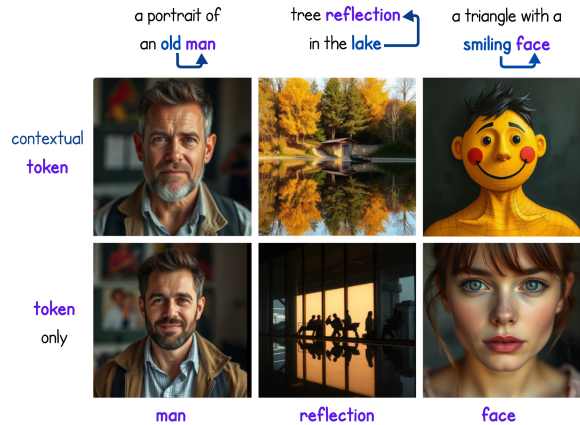 a portrait of
an old man
tree reflection
in the lake
a triangle with a
smiling face
contextual
token
token
only
man
reflection
face